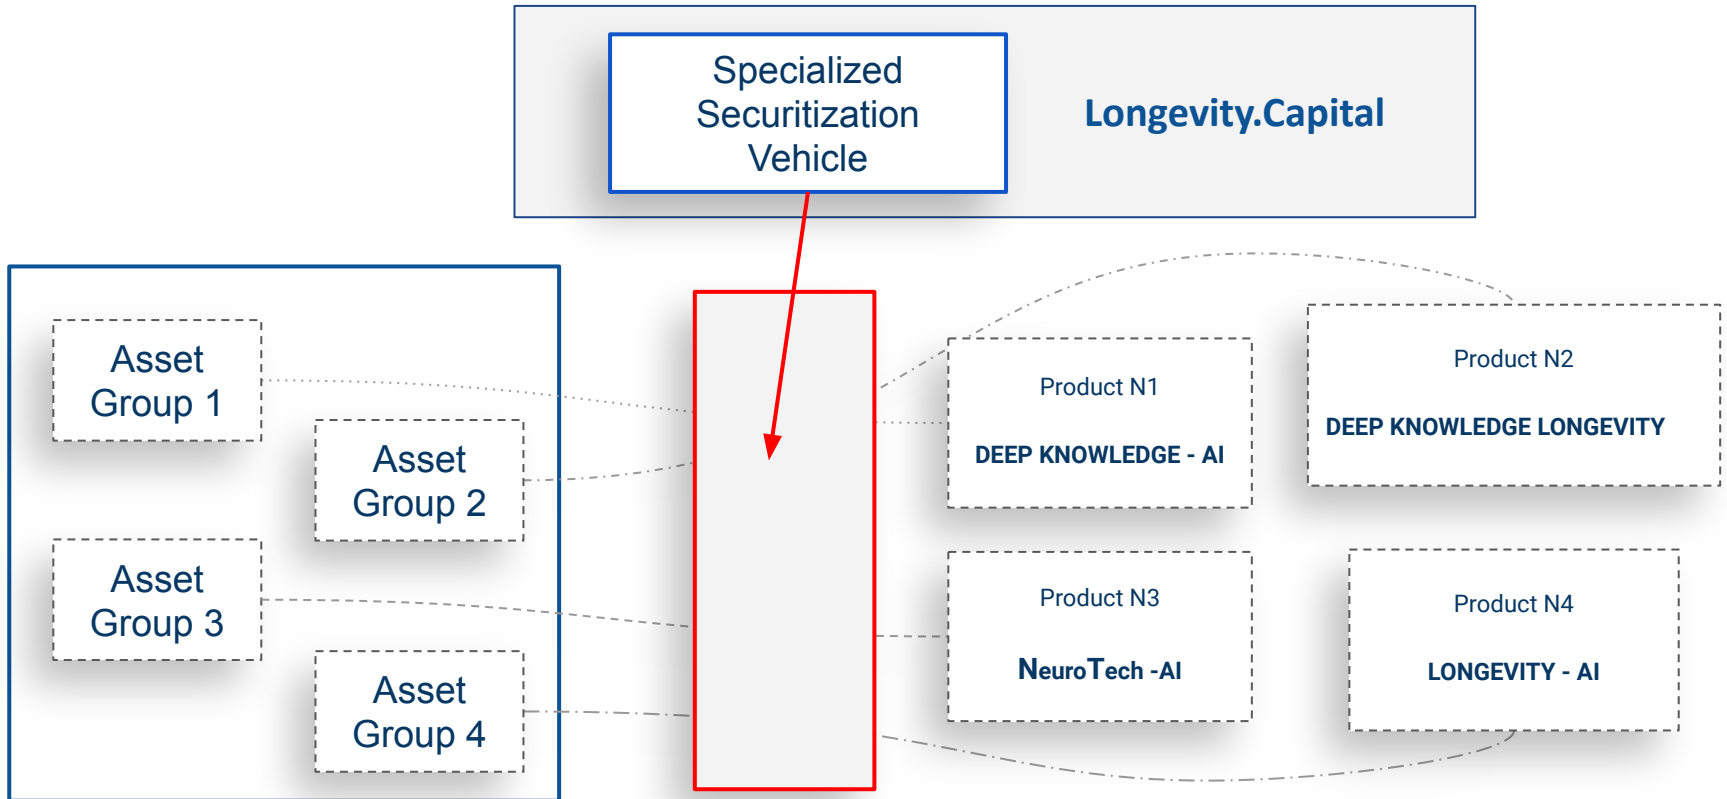 Specialized
Securitization
Vehicle
Longevity.Capital
Asset
Group 1
Asset
Group 2
Asset
Group 3
Asset
Group 4
Product N1
DEEP KNOWLEDGE - AI
Product N2
DEEP KNOWLEDGE LONGEVITY
Product N3
NeuroTech -AI
Product N4
LONGEVITY - AI